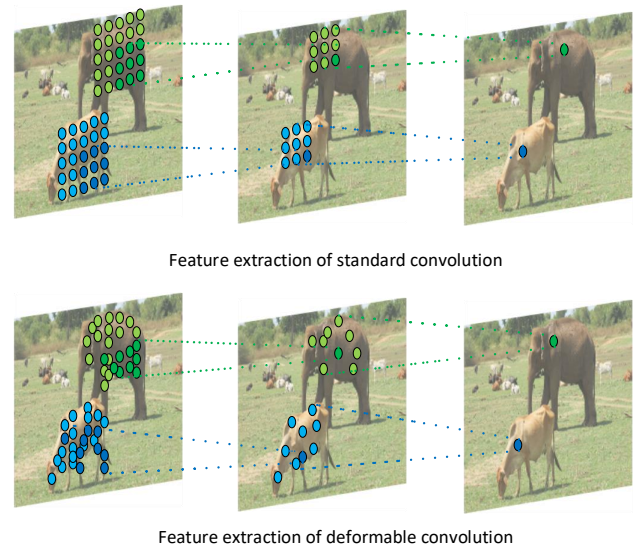 Feature extraction of standard convolution
Feature extraction of deformable convolution